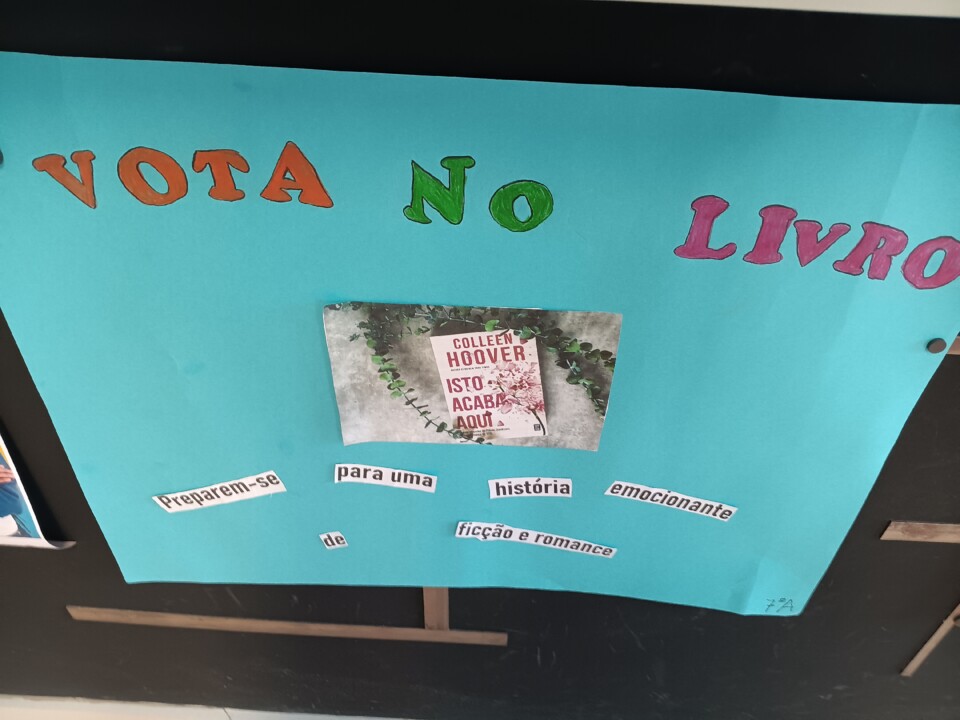 VOTA NO LIVRO
COLLEEN
HOOVER
ISTO
ACABA
AQUI
Preparem-se para uma história emocionante
de ficção e romance
7ºA